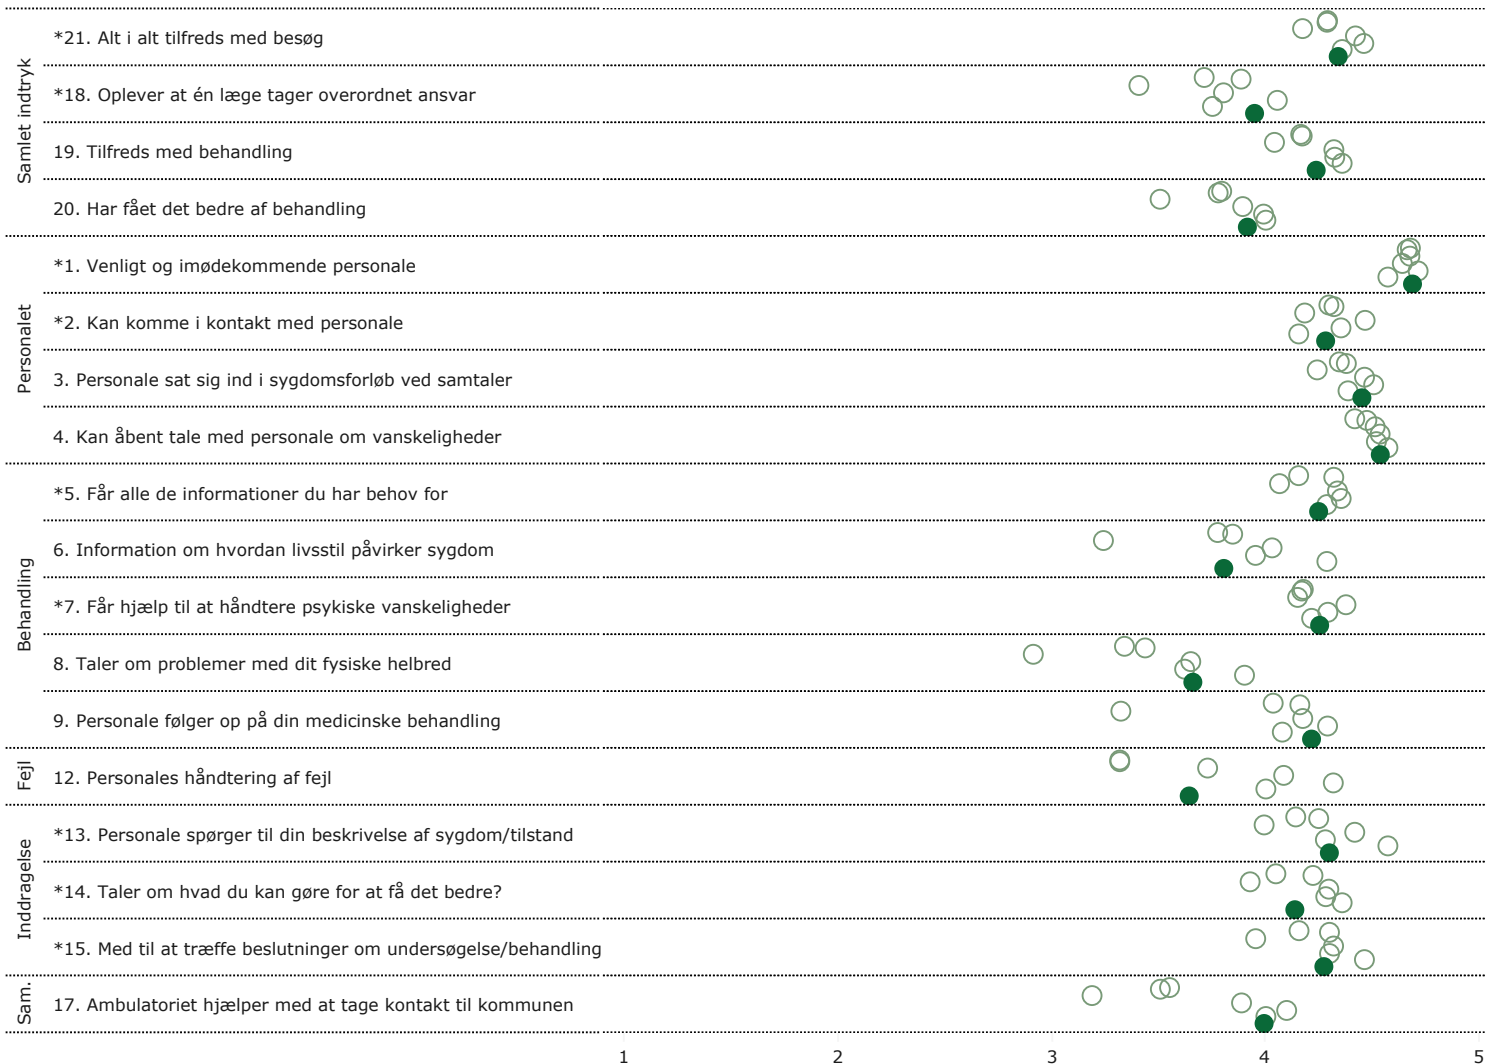 Samlet indtryk
*21. Alt i alt tilfreds med besøg
*18. Oplever at én læge tager overordnet ansvar
19. Tilfreds med behandling
20. Har fået det bedre af behandling
Personalet
*1. Venligt og imødekommende personale
*2. Kan komme i kontakt med personale
3. Personale sat sig ind i sygdomsforløb ved samtaler
4. Kan åbent tale med personale om vanskeligheder
Behandling
*5. Får alle de informationer du har behov for
6. Information om hvordan livsstil påvirker sygdom
*7. Får hjælp til at håndtere psykiske vanskeligheder
8. Taler om problemer med dit fysiske helbred
9. Personale følger op på din medicinske behandling
Fejl
12. Personales håndtering af fejl
Inddragelse
*13. Personale spørger til din beskrivelse af sygdom/tilstand
*14. Taler om hvad du kan gøre for at få det bedre?
*15. Med til at træffe beslutninger om undersøgelse/behandling
Sam.
17. Ambulatoriet hjælper med at tage kontakt til kommunen
1 2 3 4 5